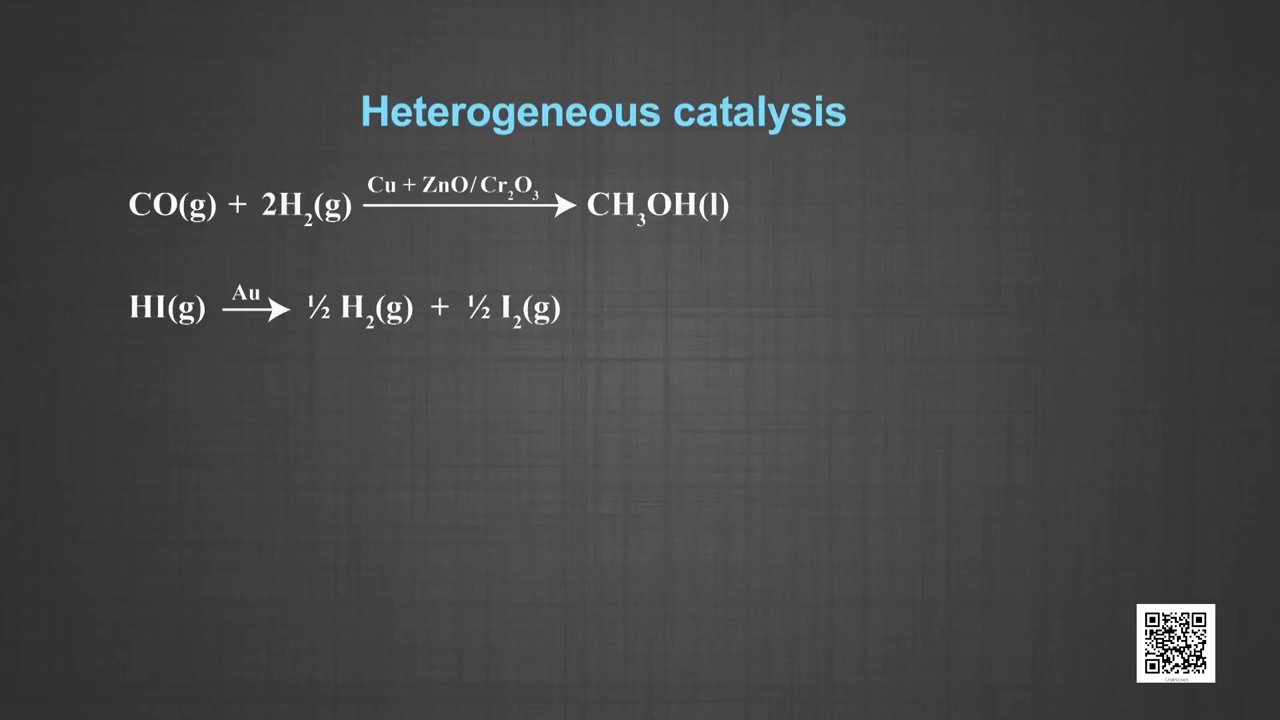 Heterogeneous catalysis
CO(g) + 2H₂(g) Cu + ZnO/Cr₂O₃ → CH₃OH(l)
HI(g) Au → ½ H₂(g) + ½ I₂(g)